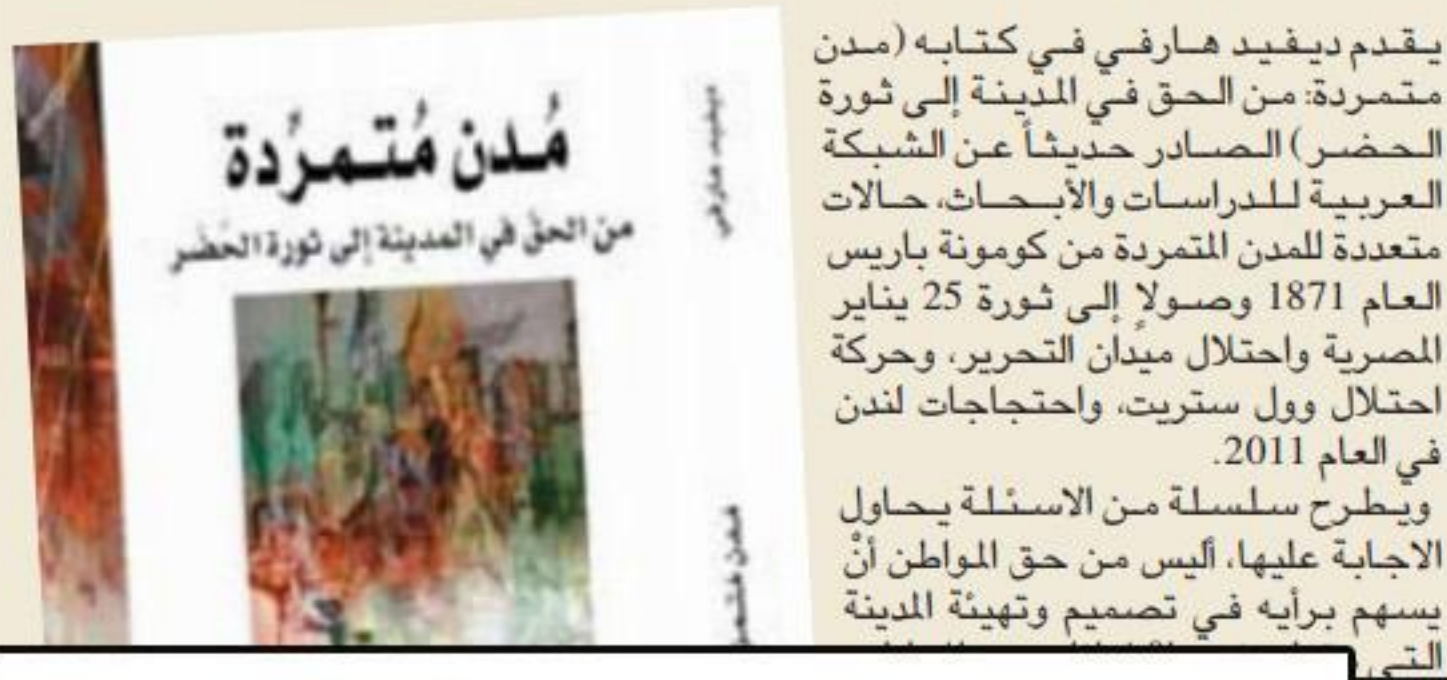 مُدن مُتمرِّدة
من الحقِّ في المدينة إلى ثورة الحَضَر
ديفيد هارفي
يقدم ديفيد هارفي في كتابه (مدن
متمردة: من الحق في المدينة إلى ثورة
الحضر) الصادر حديثاً عن الشبكة
العربية للدراسات والأبحاث، حالات
متعددة للمدن المتمردة من كومونة باريس
العام 1871 وصولاٍ إلى ثورة 25 يناير
المصرية واحتلال ميدان التحرير، وحركة
احتلال وول ستريت، واحتجاجات لندن
في العام 2011.
ويطرح سلسلة من الاسئلة يحاول
الاجابة عليها، أليس من حق المواطن أنْ
يسهم برأيه في تصميم وتهيئة المدينة
التي